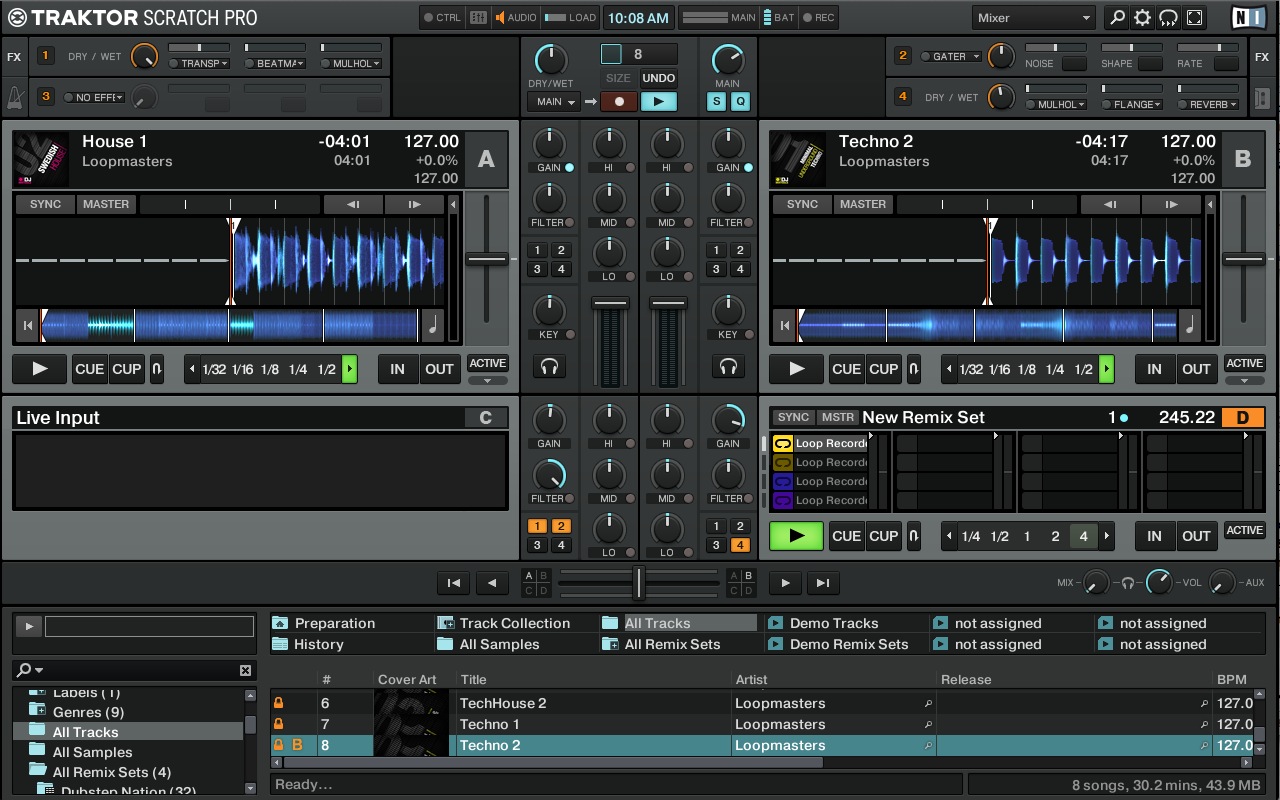 TRAKTOR SCRATCH PRO
CTRL AUDIO LOAD 10:08 AM MAIN BAT REC
Mixer
NI
FX 1 DRY / WET TRANSP BEATMA MULHOL
3 NO EFFE
DRY/WET 8 SIZE UNDO MAIN
MAIN S Q
2 GATER NOISE SHAPE RATE FX
4 DRY / WET MULHOL FLANGE REVERB
House 1 -04:01 127.00 A
Loopmasters 04:01 +0.0%
127.00
SYNC MASTER
CUE CUP 1/32 1/16 1/8 1/4 1/2 IN OUT ACTIVE
GAIN HI HI GAIN
FILTER MID MID FILTER
1 2 LO LO 1 2
3 4 3 4
KEY KEY
Techno 2 -04:17 127.00 B
Loopmasters 04:17 +0.0%
127.00
SYNC MASTER
CUE CUP 1/32 1/16 1/8 1/4 1/2 IN OUT ACTIVE
Live Input C
GAIN HI HI GAIN
FILTER MID MID FILTER
1 2 1 2
3 4 LO LO 3 4
SYNC MSTR New Remix Set 1 245.22 D
Loop Recorde
Loop Recorde
Loop Recorde
Loop Recorde
CUE CUP 1/4 1/2 1 2 4 IN OUT ACTIVE
A B A B
C D C D
MIX VOL AUX
Preparation Track Collection All Tracks Demo Tracks not assigned not assigned
History All Samples All Remix Sets Demo Remix Sets not assigned not assigned
Labels (1)
Genres (9)
All Tracks
All Samples
All Remix Sets (4)
Dubstep Nation (32)
# Cover Art Title Artist Release BPM
6 TechHouse 2 Loopmasters 127.0
7 Techno 1 Loopmasters 127.0
B 8 Techno 2 Loopmasters 127.0
Ready... 8 songs, 30.2 mins, 43.9 MB